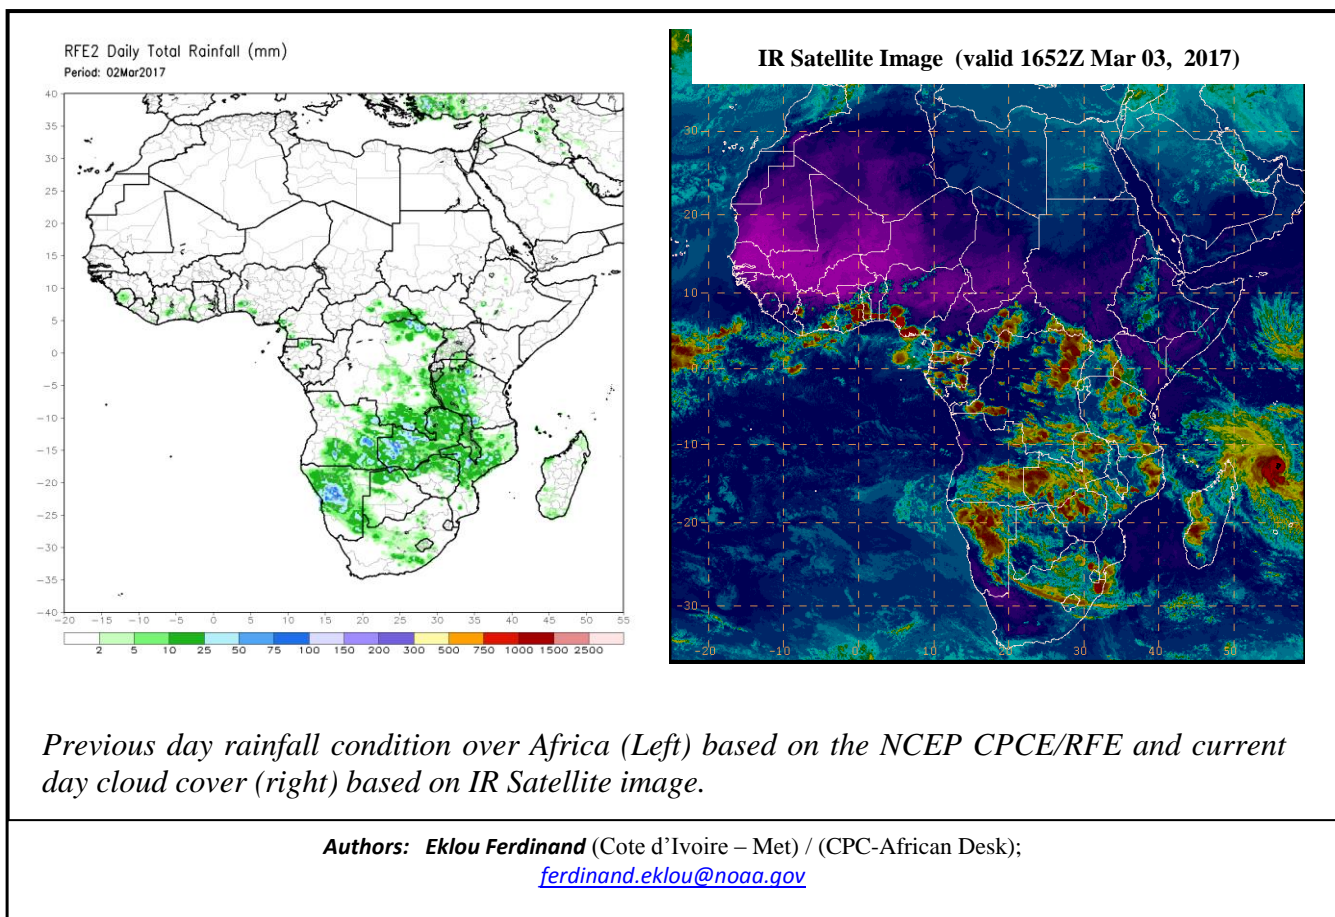 RFE2 Daily Total Rainfall (mm)
Period: 02Mar2017
40
35
30
25
20
15
10
5
0
−5
−10
−15
−20
−25
−30
−35
−40
−20 −15 −10 −5 0 5 10 15 20 25 30 35 40 45 50 55
2 5 10 25 50 75 100 150 200 300 500 750 1000 1500 2500
IR Satellite Image (valid 1652Z Mar 03, 2017)
30
20
10
0
-10
-20
-30
-20 -10 0 10 20 30 40 50
Previous day rainfall condition over Africa (Left) based on the NCEP CPCE/RFE and current
day cloud cover (right) based on IR Satellite image.
Authors: Eklou Ferdinand (Cote d’Ivoire – Met) / (CPC-African Desk);
ferdinand.eklou@noaa.gov